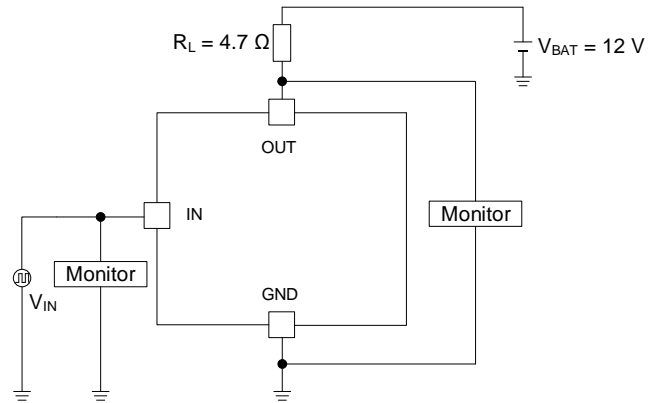 R_L = 4.7 Ω
V_BAT = 12 V
OUT
IN
Monitor
Monitor
V_IN
GND